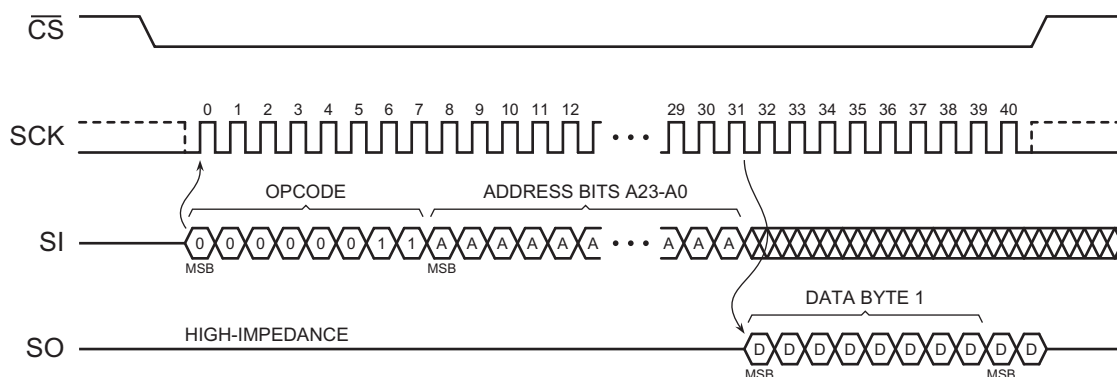 CS
0 1 2 3 4 5 6 7 8 9 10 11 12 29 30 31 32 33 34 35 36 37 38 39 40
SCK
OPCODE ADDRESS BITS A23-A0
SI 0 0 0 0 0 0 1 1 A A A A A A A A A
MSB MSB
DATA BYTE 1
HIGH-IMPEDANCE
SO D D D D D D D D D D
MSB MSB